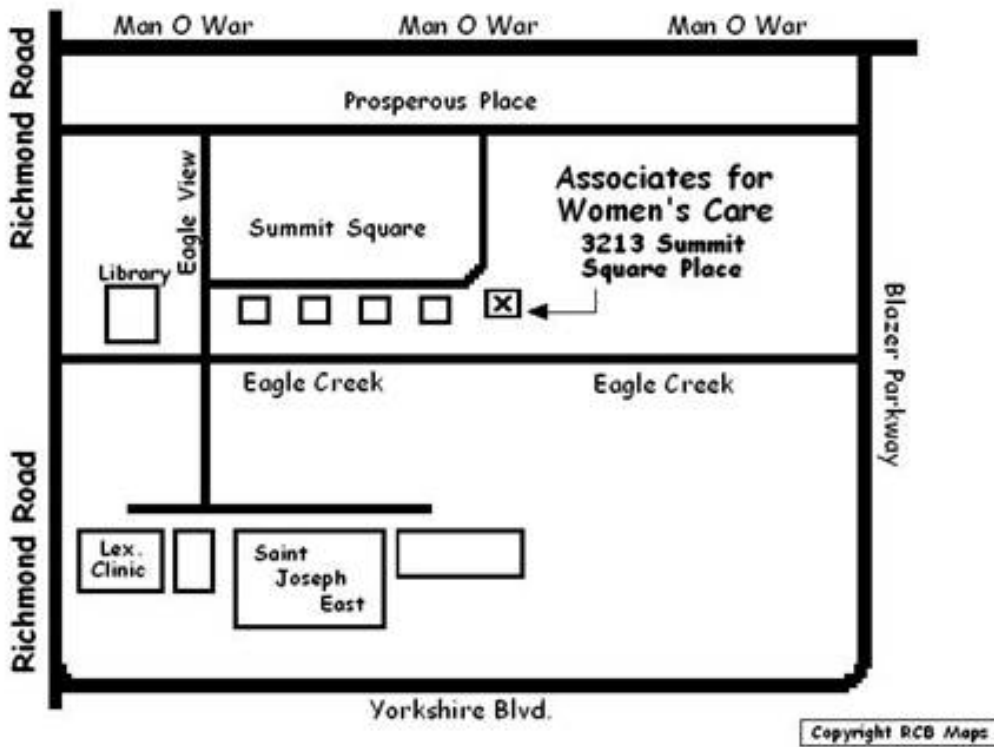 Man O War
Man O War
Man O War
Richmond Road
Prosperous Place
Eagle View
Associates for
Women's Care
3213 Summit
Square Place
Summit Square
Library
Blazer Parkway
Eagle Creek
Eagle Creek
Richmond Road
Lex.
Clinic
Saint
Joseph
East
Yorkshire Blvd.
Copyright RCB Maps